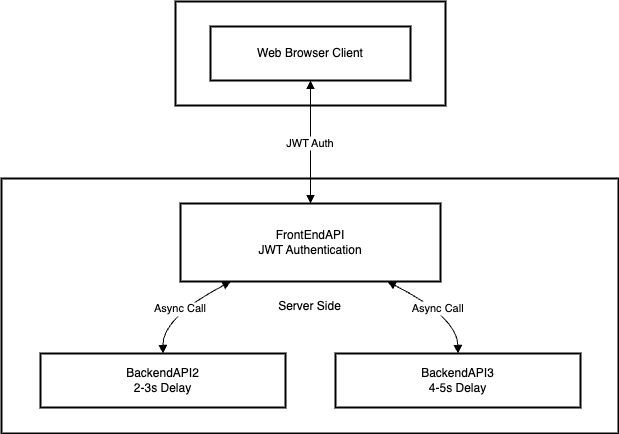 Web Browser Client
JWT Auth
FrontEndAPI
JWT Authentication
Server Side
Async Call
Async Call
BackendAPI2
2-3s Delay
BackendAPI3
4-5s Delay